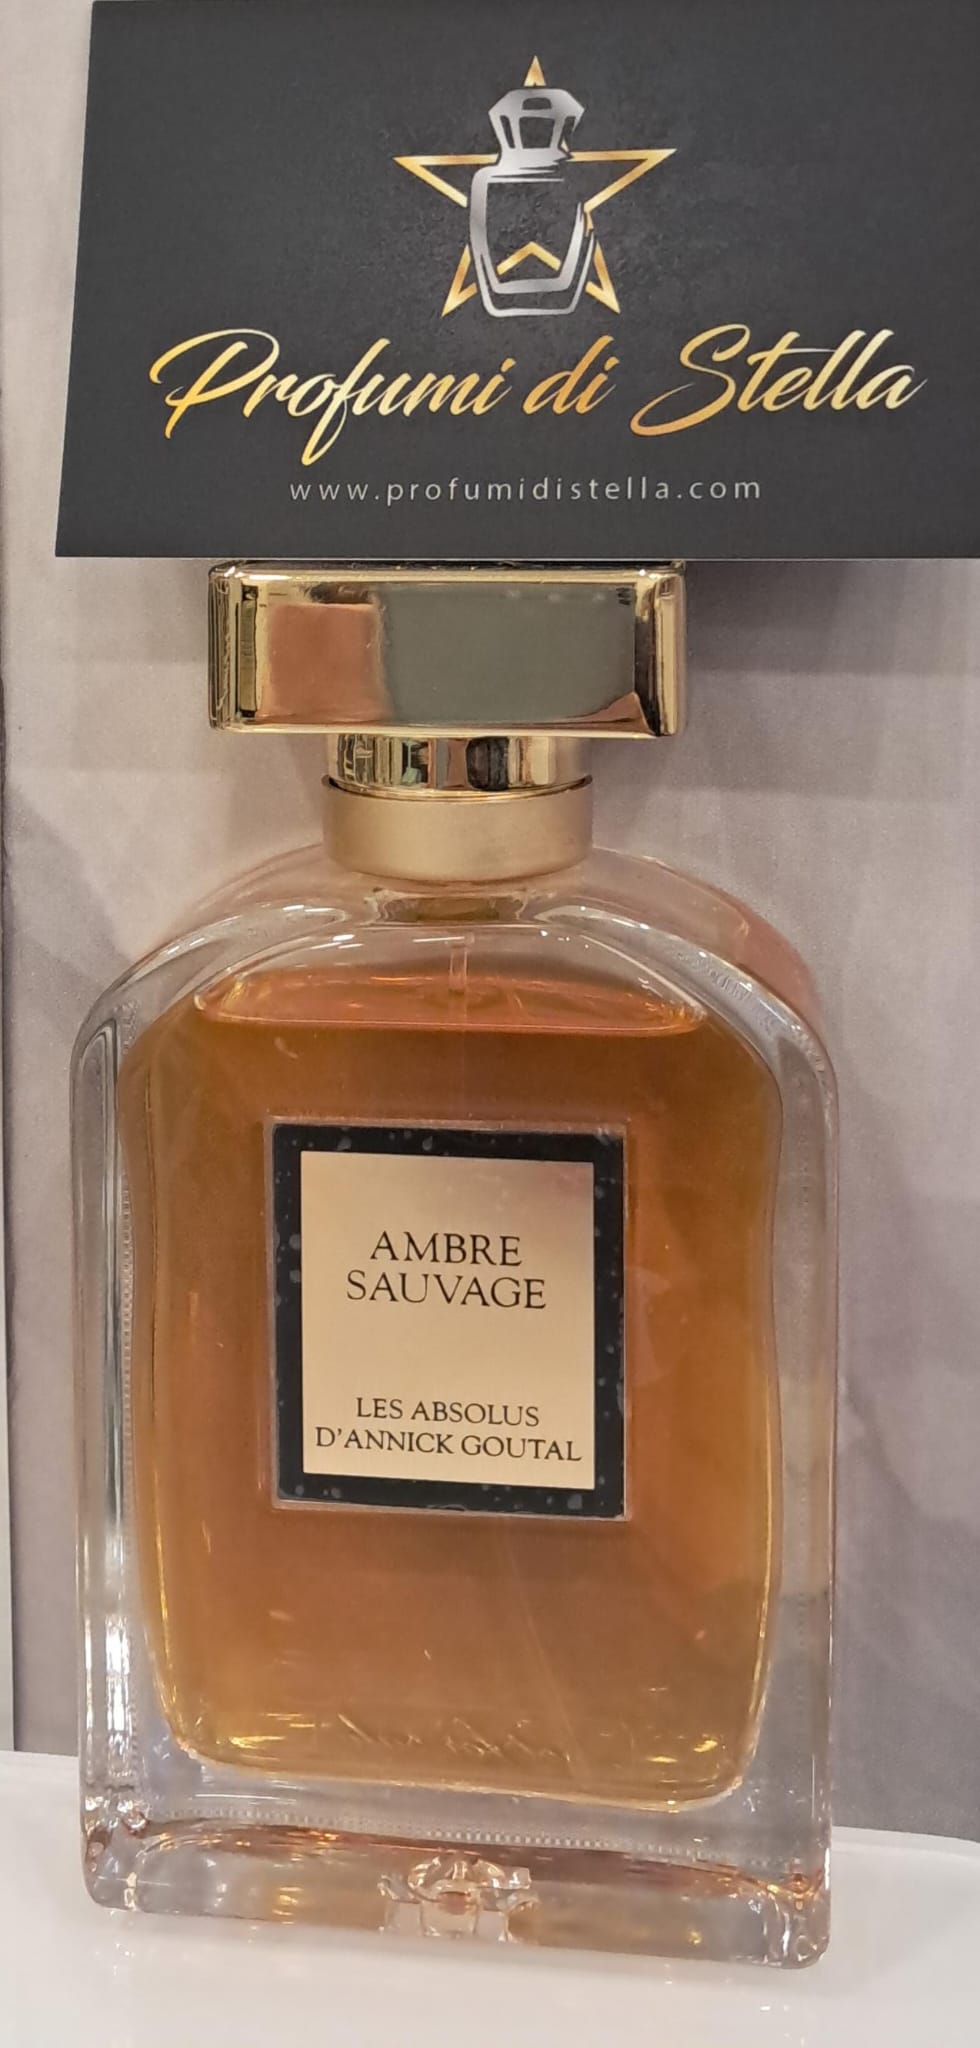 Profumi di Stella
www.profumidistella.com
AMBRE
SAUVAGE
LES ABSOLUS
D'ANNICK GOUTAL